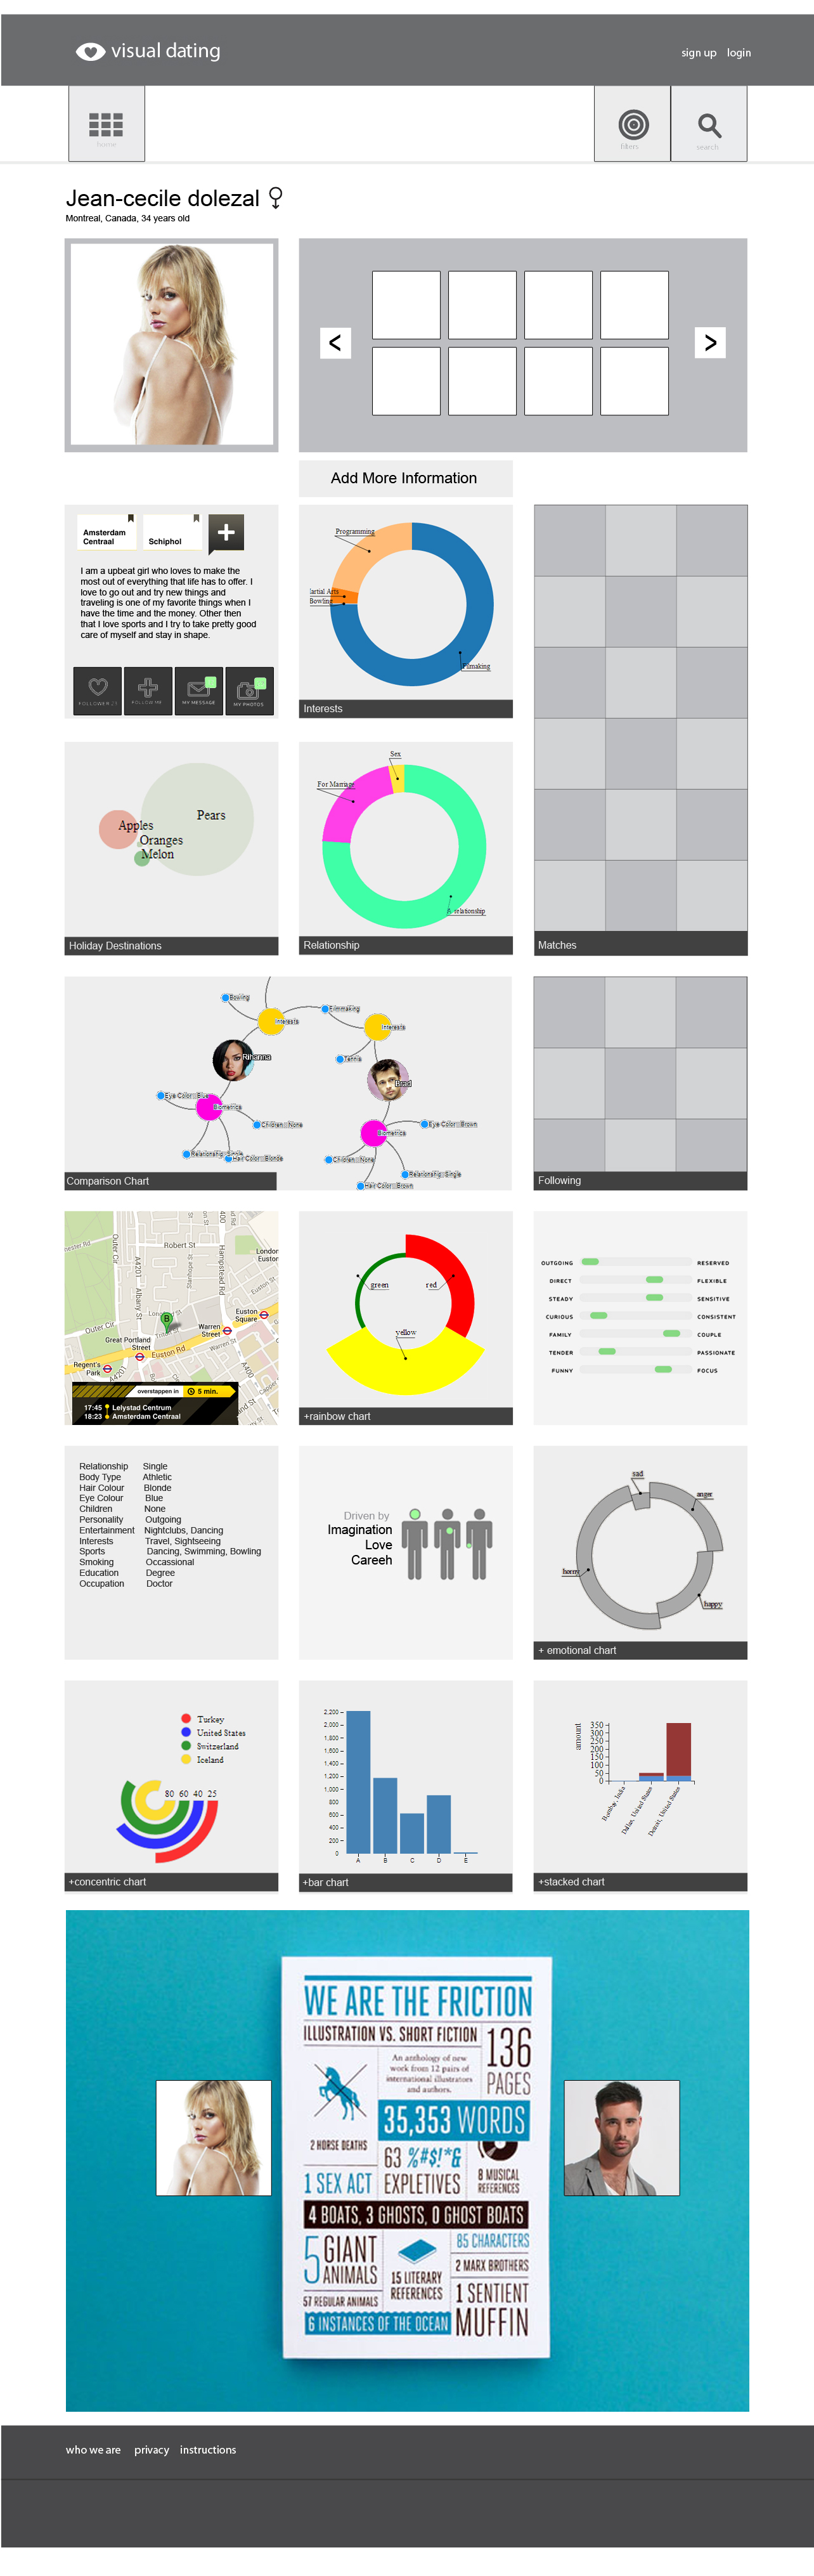 visual dating
sign up login
home
filters
search
Jean-cecile dolezal
Montreal, Canada, 34 years old
<
>
Add More Information
Amsterdam
Centraal
Schiphol
+
I am a upbeat girl who loves to make the
most out of everything that life has to offer. I
love to go out and try new things and
traveling is one of my favorite things when I
have the time and the money. Other then
that I love sports and I try to take pretty good
care of myself and stay in shape.
MY MESSAGE
MY PHOTOS
Programming
Bowling
Filmaking
Interests
Pears
Apples
Oranges
Melon
Holiday Destinations
Sex
For Marriage
relationship
Relationship
Matches
Bowling
Interests
Filmmaking
Interests
Rihanna
Tennis
Eye Color: Blue
Biometrics
Children: None
Relationship: Single
Hair Color: Blonde
Biometrics
Eye Color: Brown
Children: None
Relationship: Single
Hair Color: Brown
Comparison Chart
Following
Robert St
London
Euston
Outer Cir
A4201
Albany St
Stanhope St
Hampstead Rd
A400
Euston
Square
Warren
Street
Great Portland
Street
Regent's
Park
Euston Rd
Warren St
B
overstappen in 5 min.
17:45 Lelystad Centrum
18:23 Amsterdam Centraal
green
red
yellow
+rainbow chart
OUTGOING RESERVED
DIRECT FLEXIBLE
STEADY SENSITIVE
CURIOUS CONSISTENT
FAMILY COUPLE
TENDER PASSIONATE
FUNNY FOCUS
Relationship Single
Body Type Athletic
Hair Colour Blonde
Eye Colour Blue
Children None
Personality Outgoing
Entertainment Nightclubs, Dancing
Interests Travel, Sightseeing
Sports Dancing, Swimming, Bowling
Smoking Occassional
Education Degree
Occupation Doctor
Driven by
Imagination
Love
Careeh
sad
anger
horny
happy
+ emotional chart
Turkey
United States
Switzerland
Iceland
80 60 40 25
+concentric chart
2,200
2,000
1,800
1,600
1,400
1,200
1,000
800
600
400
200
0
A B C D E
+bar chart
amount
350
300
250
200
150
100
50
0
Bombay, India
Dallas, United States
Detroit, United States
+stacked chart
WE ARE THE FRICTION
ILLUSTRATION VS. SHORT FICTION
136
PAGES
An anthology of new
work from 12 pairs of
international illustrators
and authors.
35,353 WORDS
2 HORSE DEATHS
63 %#$!*&
EXPLETIVES
1 SEX ACT
8 MUSICAL
REFERENCES
4 BOATS, 3 GHOSTS, 0 GHOST BOATS
5 GIANT
ANIMALS
57 REGULAR ANIMALS
15 LITERARY
REFERENCES
85 CHARACTERS
2 MARX BROTHERS
1 SENTIENT
MUFFIN
6 INSTANCES OF THE OCEAN
who we are privacy instructions